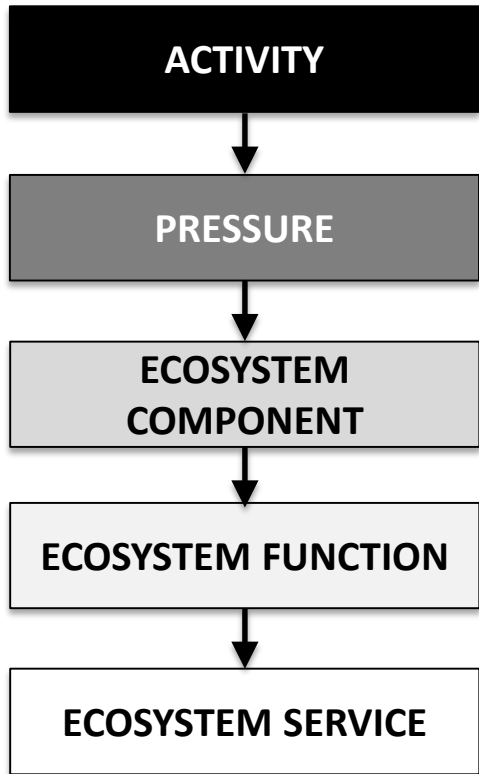 ACTIVITY
PRESSURE
ECOSYSTEM
COMPONENT
ECOSYSTEM FUNCTION
ECOSYSTEM SERVICE